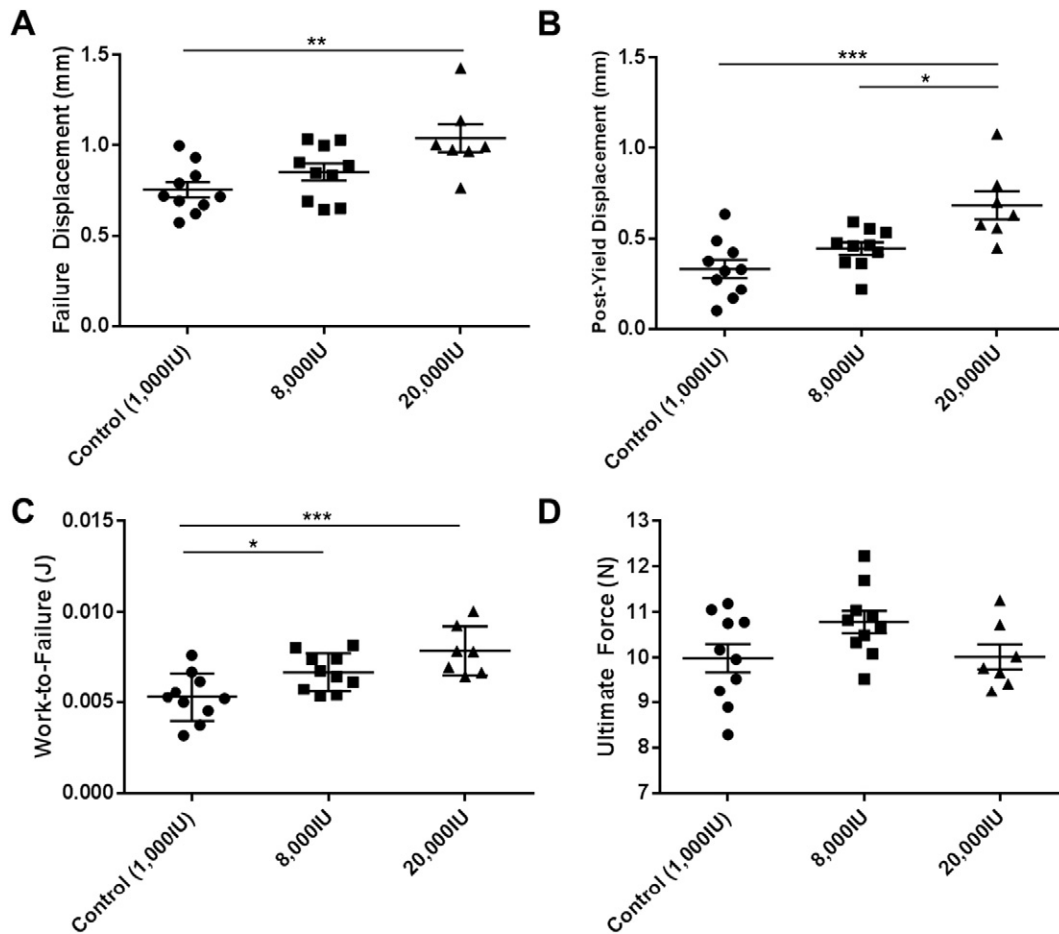 A
Failure Displacement (mm)
1.5
1.0
0.5
0.0
**
Control (1,000IU)
8,000IU
20,000IU
B
Post-Yield Displacement (mm)
1.5
1.0
0.5
0.0
***
*
Control (1,000IU)
8,000IU
20,000IU
C
Work-to-Failure (J)
0.015
0.010
0.005
0.000
***
*
Control (1,000IU)
8,000IU
20,000IU
D
Ultimate Force (N)
13
12
11
10
9
8
7
Control (1,000IU)
8,000IU
20,000IU